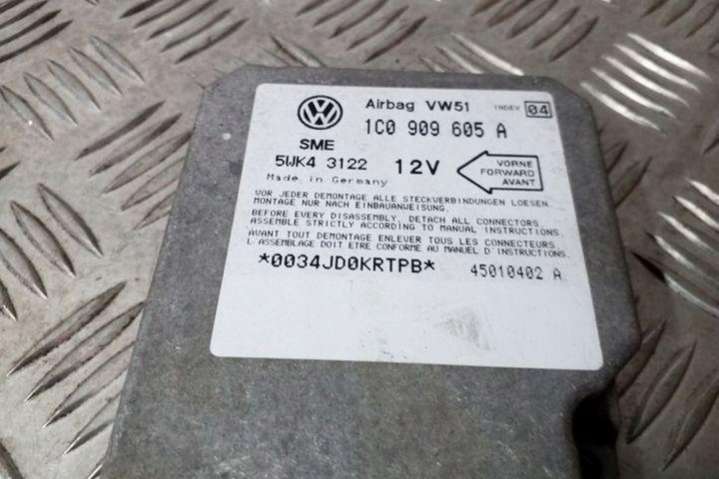 Airbag VW51 INDEX 04
1C0 909 605 A
SME
5WK4 3122 12V
VORNE
FORWARD
AVANT
Made in Germany
VOR JEDER DEMONTAGE ALLE STECKVERBINDUNGEN LOESEN.
MONTAGE NUR NACH EINBAUANWEISUNG.
BEFORE EVERY DISASSEMBLY, DETACH ALL CONNECTORS.
ASSEMBLE STRICTLY ACCORDING TO MANUAL INSTRUCTIONS.
AVANT TOUT DEMONTAGE ENLEVER TOUS LES CONNECTEURS.
L ASSEMBLAGE DOIT ETRE CONFORME AU MANUEL D'INSTRUCTIONS.
*0034JD0KRTPB* 45010402 A